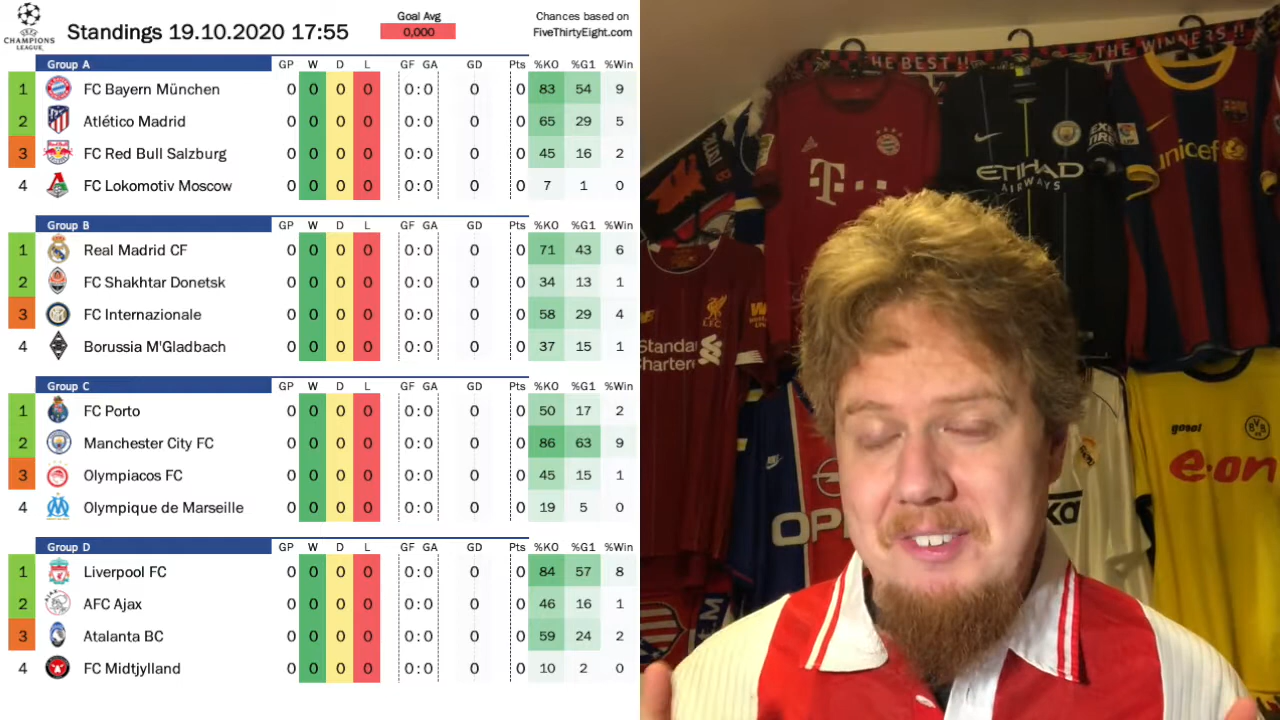 CHAMPIONS
LEAGUE
Standings 19.10.2020 17:55
Goal Avg
0,000
Chances based on
FiveThirtyEight.com
Group A GP W D L GF GA GD Pts %KO %G1 %Win
1 FC Bayern München 0 0 0 0 0 : 0 0 0 83 54 9
2 Atlético Madrid 0 0 0 0 0 : 0 0 0 65 29 5
3 FC Red Bull Salzburg 0 0 0 0 0 : 0 0 0 45 16 2
4 FC Lokomotiv Moscow 0 0 0 0 0 : 0 0 0 7 1 0
Group B GP W D L GF GA GD Pts %KO %G1 %Win
1 Real Madrid CF 0 0 0 0 0 : 0 0 0 71 43 6
2 FC Shakhtar Donetsk 0 0 0 0 0 : 0 0 0 34 13 1
3 FC Internazionale 0 0 0 0 0 : 0 0 0 58 29 4
4 Borussia M'Gladbach 0 0 0 0 0 : 0 0 0 37 15 1
Group C GP W D L GF GA GD Pts %KO %G1 %Win
1 FC Porto 0 0 0 0 0 : 0 0 0 50 17 2
2 Manchester City FC 0 0 0 0 0 : 0 0 0 86 63 9
3 Olympiacos FC 0 0 0 0 0 : 0 0 0 45 15 1
4 Olympique de Marseille 0 0 0 0 0 : 0 0 0 19 5 0
Group D GP W D L GF GA GD Pts %KO %G1 %Win
1 Liverpool FC 0 0 0 0 0 : 0 0 0 84 57 8
2 AFC Ajax 0 0 0 0 0 : 0 0 0 46 16 1
3 Atalanta BC 0 0 0 0 0 : 0 0 0 59 24 2
4 FC Midtjylland 0 0 0 0 0 : 0 0 0 10 2 0
THE BEST !!
THE WINNERS !!
T
ETIHAD
AIRWAYS
unicef
L.F.C.
Standa
Chartere
OP
gogol
BVB
e·on